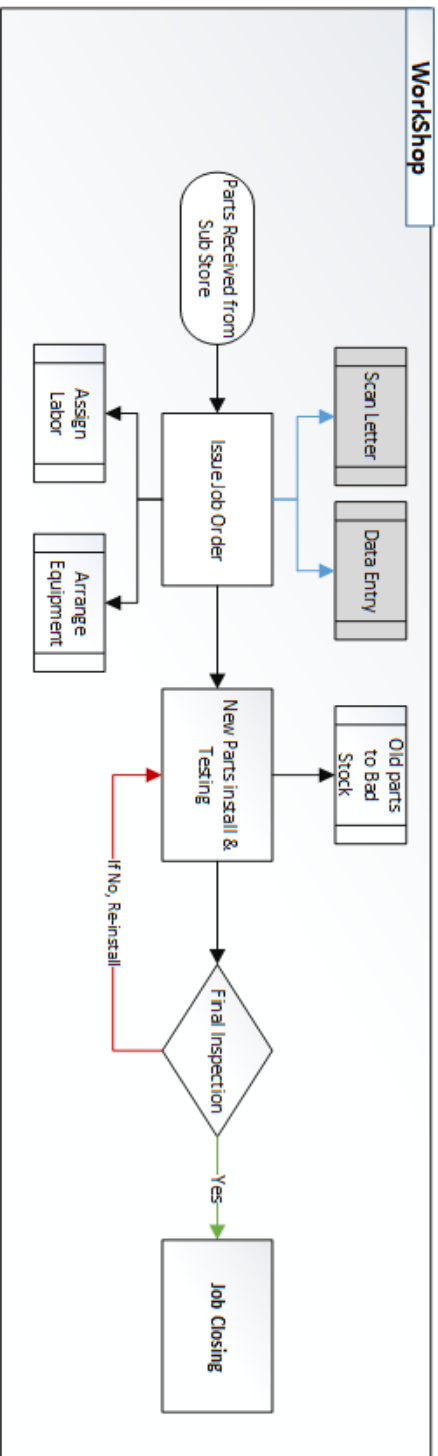 WorkShop
Parts Received from
Sub Store
Scan Letter
Data Entry
Issue Job Order
Assign
Labor
Arrange
Equipment
Old parts
to Bad
Stock
New Parts install &
Testing
If No, Re-install
Final Inspection
Yes
Job Closing